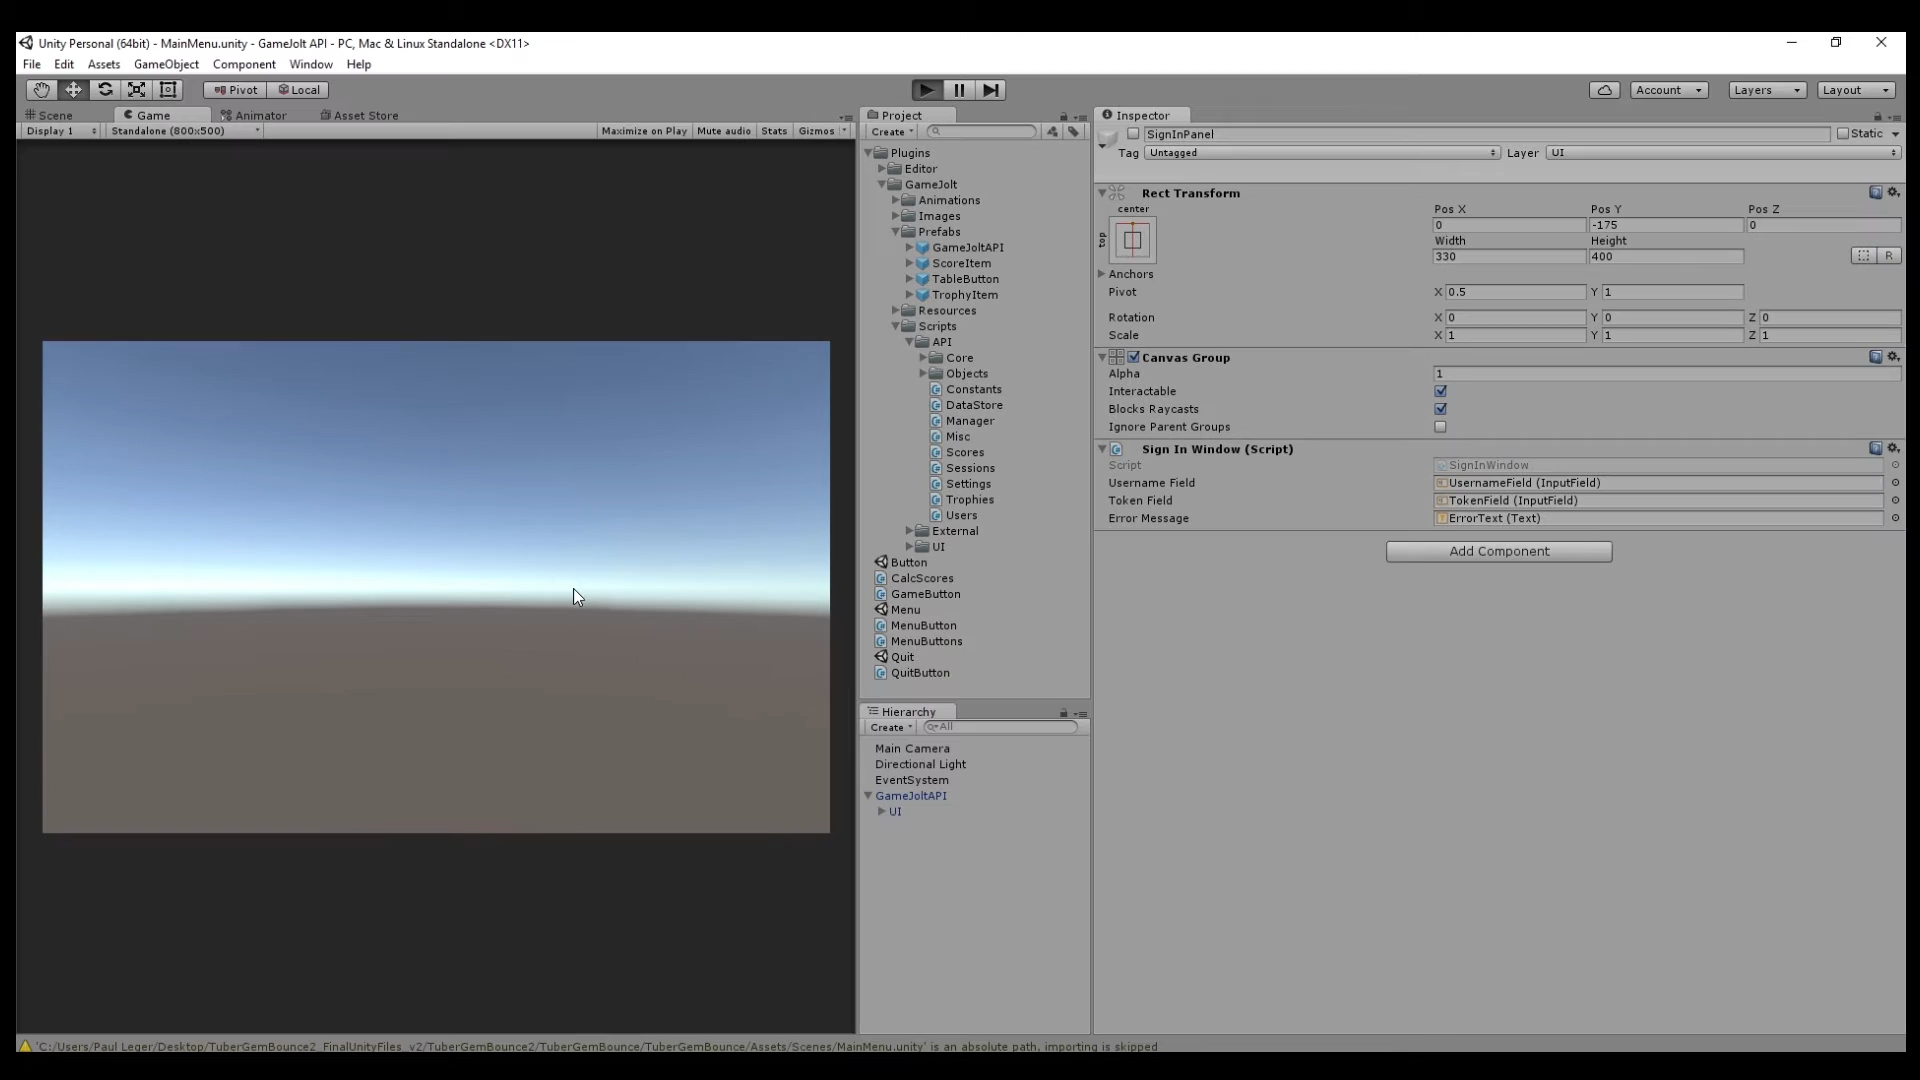 Unity Personal (64bit) - MainMenu.unity - GameJolt API - PC, Mac & Linux Standalone <DX11>
File Edit Assets GameObject Component Window Help
Pivot Local Account Layers Layout
Scene Game Animator Asset Store
Display 1 Standalone (800x500) Maximize on Play Mute audio Stats Gizmos
Project
Create
Plugins
Editor
GameJolt
Animations
Images
Prefabs
GameJoltAPI
ScoreItem
TableButton
TrophyItem
Resources
Scripts
API
Core
Objects
Constants
DataStore
Manager
Misc
Scores
Sessions
Settings
Trophies
Users
External
UI
Button
CalcScores
GameButton
Menu
MenuButton
MenuButtons
Quit
QuitButton
Hierarchy
Create All
Main Camera
Directional Light
EventSystem
GameJoltAPI
UI
Inspector
SignInPanel Static
Tag Untagged Layer UI
Rect Transform
center Pos X Pos Y Pos Z
top 0 -175 0
Width Height
330 400 R
Anchors
Pivot X 0.5 Y 1
Rotation X 0 Y 0 Z 0
Scale X 1 Y 1 Z 1
Canvas Group
Alpha 1
Interactable
Blocks Raycasts
Ignore Parent Groups
Sign In Window (Script)
Script SignInWindow
Username Field UsernameField (InputField)
Token Field TokenField (InputField)
Error Message ErrorText (Text)
Add Component
'C:/Users/Paul Leger/Desktop/TuberGemBounce2_FinalUnityFiles_v2/TuberGemBounce2/TuberGemBounce/TuberGemBounce/Assets/Scenes/MainMenu.unity' is an absolute path, importing is skipped